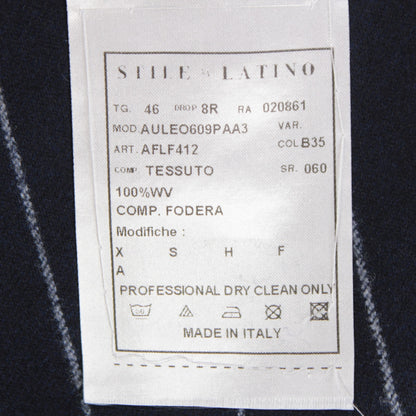 STILE LATINO
TG. 46 DROP 8R RA 020861
MOD. AULEO609PAA3 VAR.
ART. AFLF412 COL B35
COMP. TESSUTO SR. 060
100%WV
COMP. FODERA
Modifiche :
X S H F
A
PROFESSIONAL DRY CLEAN ONLY
MADE IN ITALY